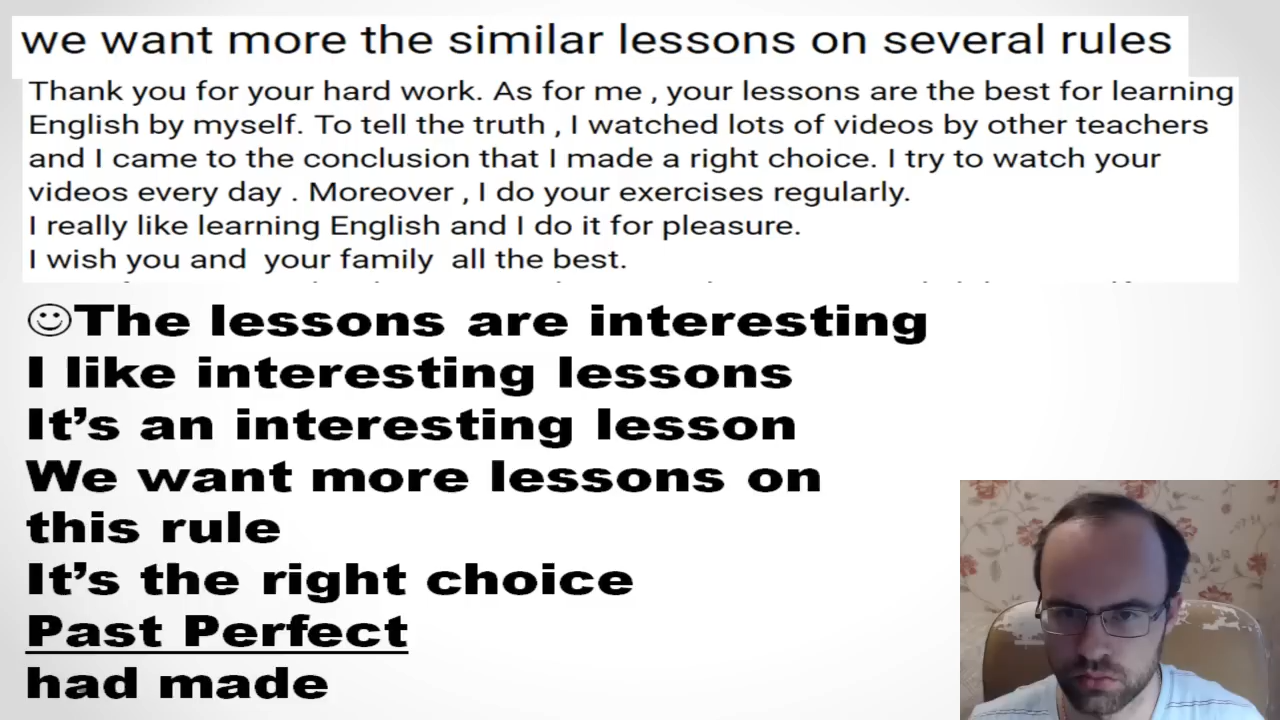 we want more the similar lessons on several rules
Thank you for your hard work. As for me , your lessons are the best for learning
English by myself. To tell the truth , I watched lots of videos by other teachers
and I came to the conclusion that I made a right choice. I try to watch your
videos every day . Moreover , I do your exercises regularly.
I really like learning English and I do it for pleasure.
I wish you and your family all the best.
☺The lessons are interesting
I like interesting lessons
It’s an interesting lesson
We want more lessons on
this rule
It’s the right choice
Past Perfect
had made